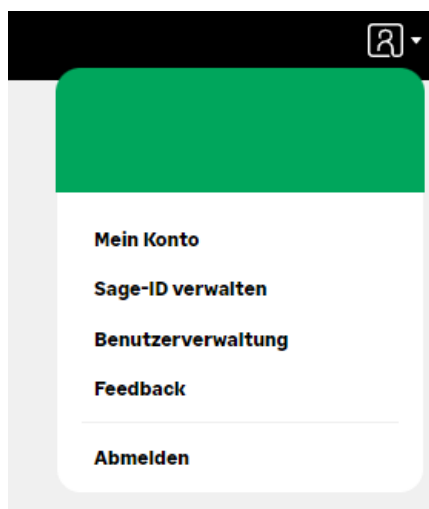 Mein Konto
Sage-ID verwalten
Benutzerverwaltung
Feedback
Abmelden